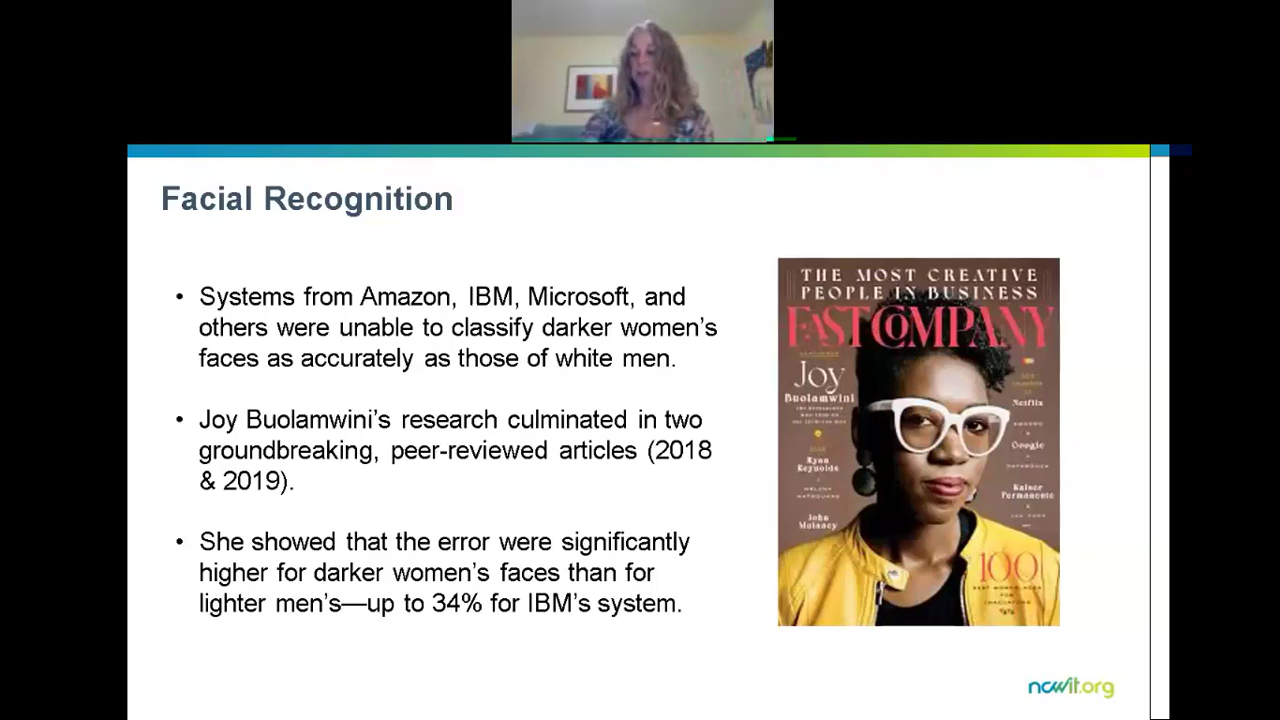 Facial Recognition
• Systems from Amazon, IBM, Microsoft, and
others were unable to classify darker women's
faces as accurately as those of white men.
• Joy Buolamwini's research culminated in two
groundbreaking, peer-reviewed articles (2018
& 2019).
• She showed that the error were significantly
higher for darker women's faces than for
lighter men's—up to 34% for IBM's system.
THE MOST CREATIVE
PEOPLE IN BUSINESS
FAST COMPANY
Joy
Buolamwini
Ryan
Reynolds
John
Netflix
Google
Kaiser
Permanente
100
FOR
ncwit.org